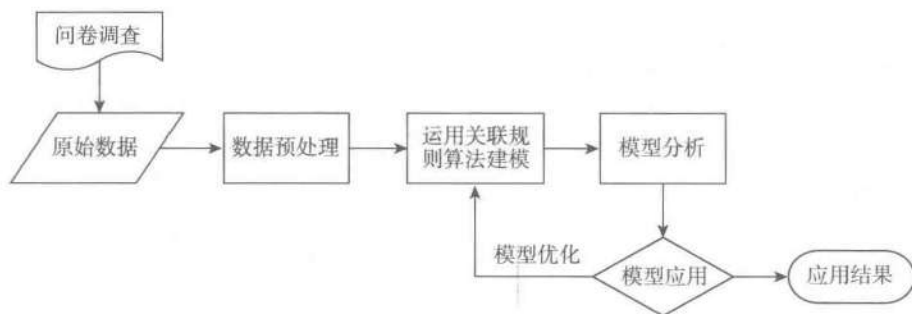 问卷调查
原始数据
数据预处理
运用关联规
则算法建模
模型分析
模型优化
模型应用
应用结果